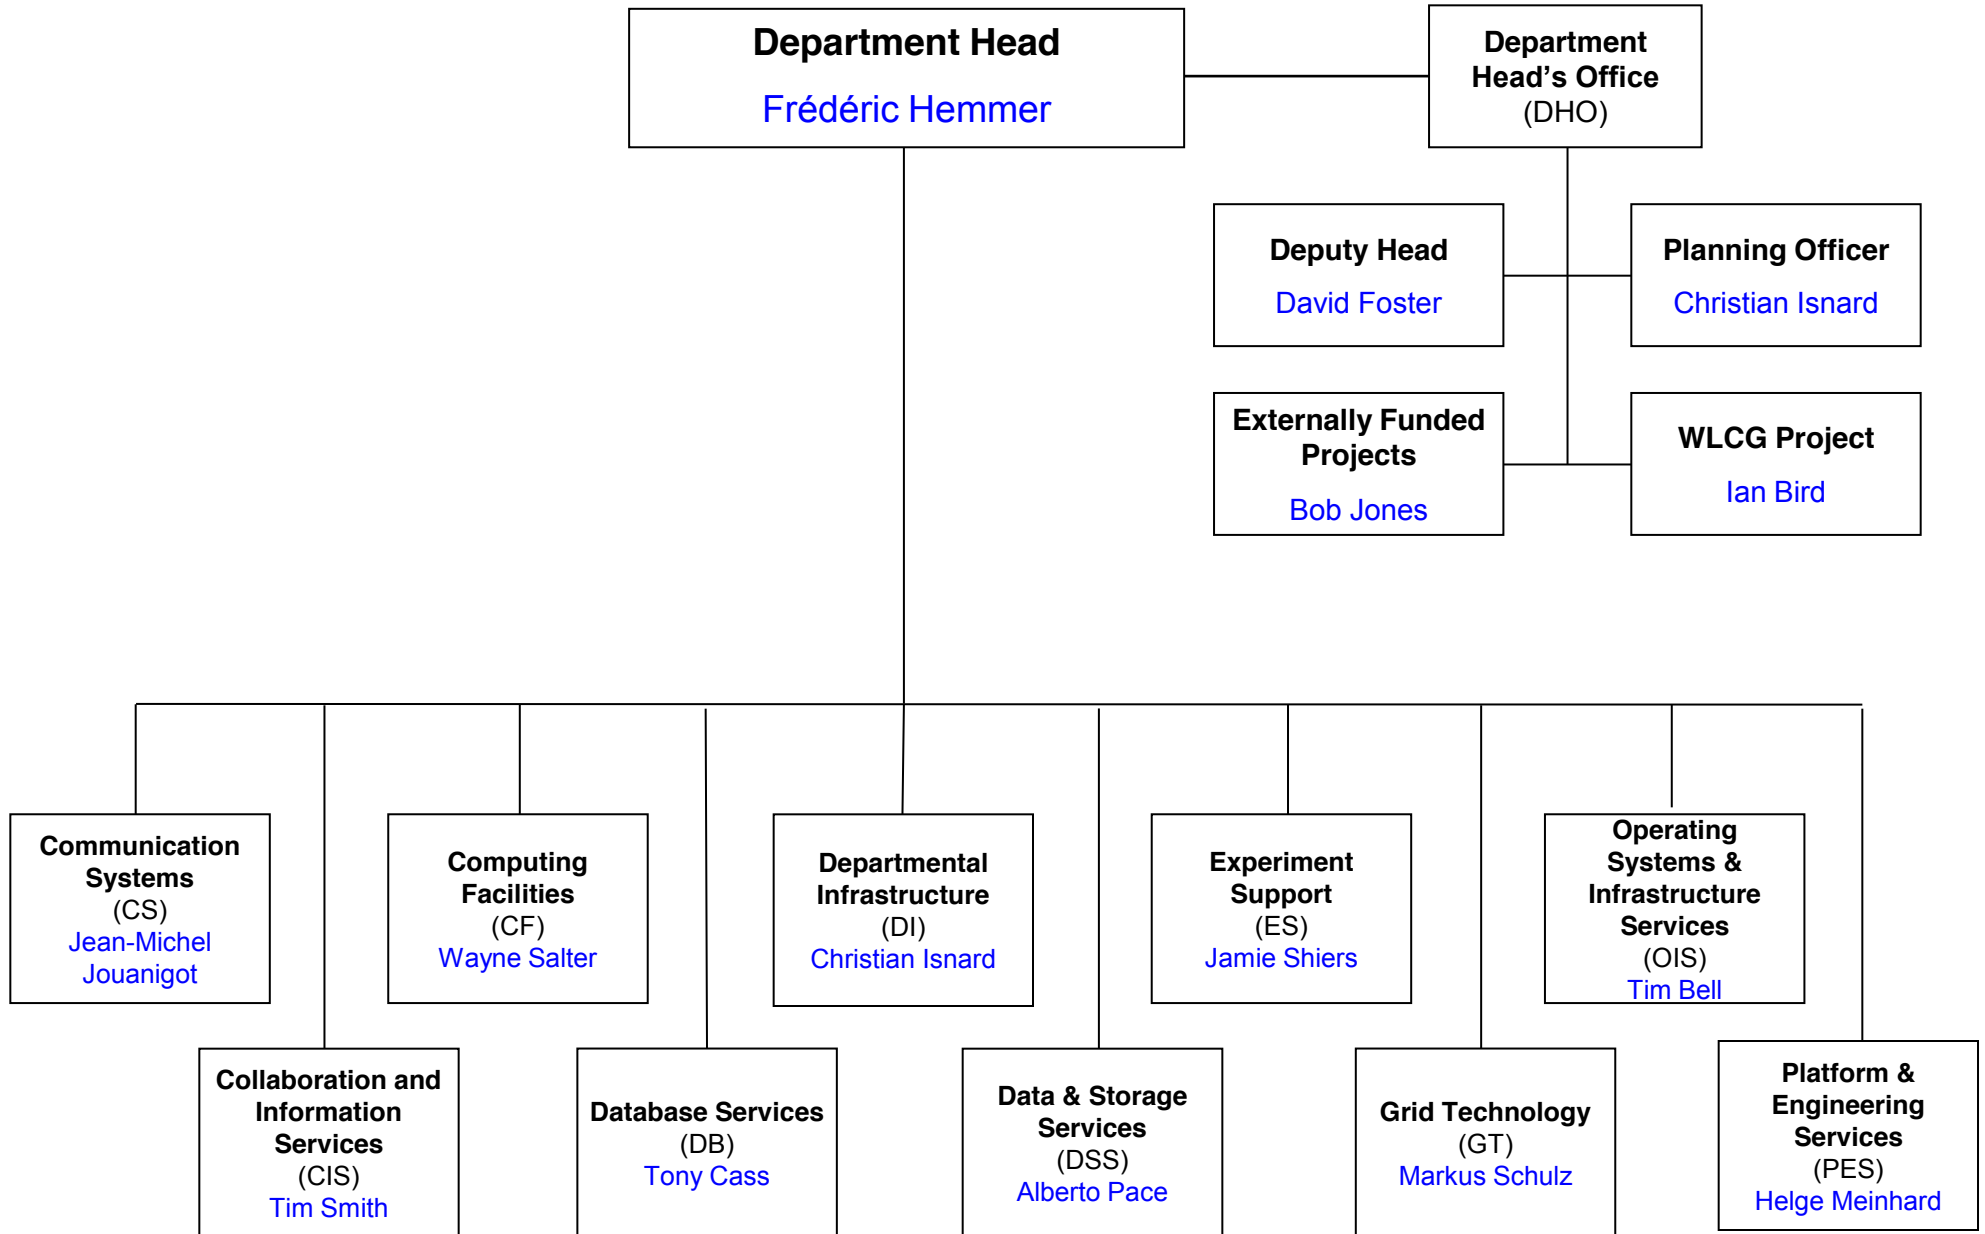 Department Head
Frédéric Hemmer
Department
Head’s Office
(DHO)
Deputy Head
David Foster
Planning Officer
Christian Isnard
Externally Funded
Projects
Bob Jones
WLCG Project
Ian Bird
Communication
Systems
(CS)
Jean-Michel
Jouanigot
Computing
Facilities
(CF)
Wayne Salter
Departmental
Infrastructure
(DI)
Christian Isnard
Experiment
Support
(ES)
Jamie Shiers
Operating
Systems &
Infrastructure
Services
(OIS)
Tim Bell
Collaboration and
Information
Services
(CIS)
Tim Smith
Database Services
(DB)
Tony Cass
Data & Storage
Services
(DSS)
Alberto Pace
Grid Technology
(GT)
Markus Schulz
Platform &
Engineering
Services
(PES)
Helge Meinhard